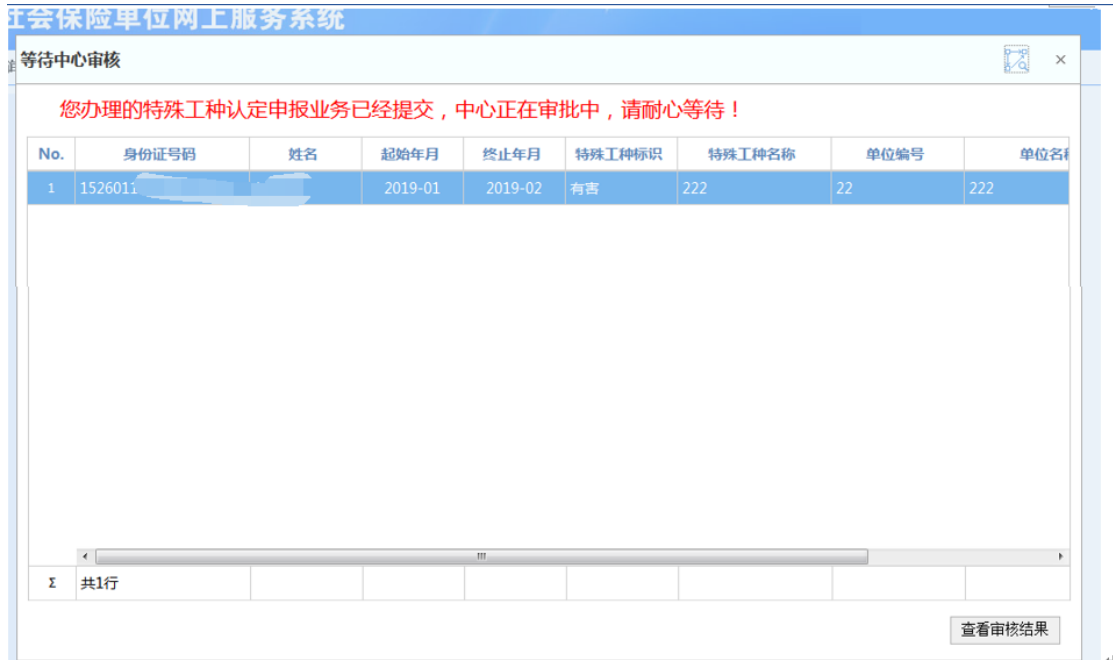 会保险单位网上服务系统
等待中心审核
您办理的特殊工种认定申报业务已经提交，中心正在审批中，请耐心等待！
No. 身份证号码 姓名 起始年月 终止年月 特殊工种标识 特殊工种名称 单位编号 单位名
1 1526011 2019-01 2019-02 有害 222 22 222
Σ 共1行
查看审核结果